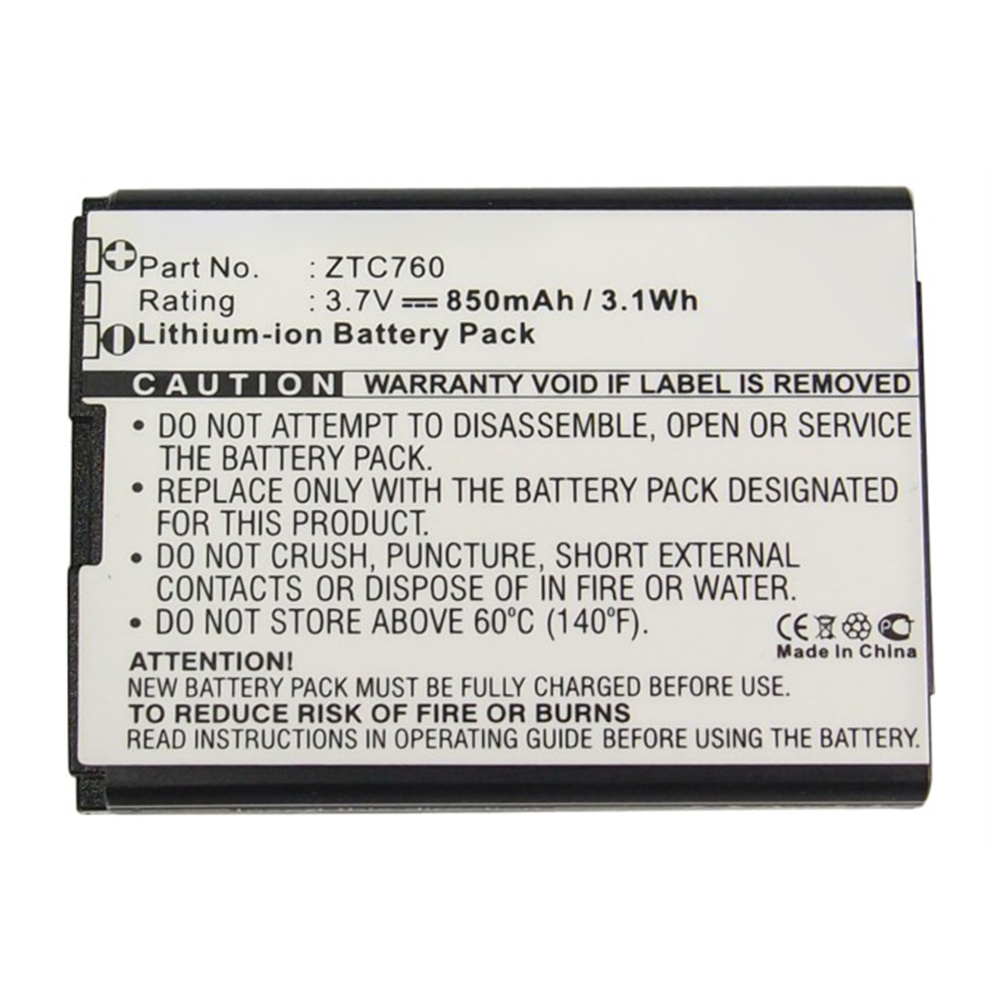 Part No. : ZTC760
Rating : 3.7V 850mAh / 3.1Wh
Lithium-ion Battery Pack
CAUTION WARRANTY VOID IF LABEL IS REMOVED
• DO NOT ATTEMPT TO DISASSEMBLE, OPEN OR SERVICE
THE BATTERY PACK.
• REPLACE ONLY WITH THE BATTERY PACK DESIGNATED
FOR THIS PRODUCT.
• DO NOT CRUSH, PUNCTURE, SHORT EXTERNAL
CONTACTS OR DISPOSE OF IN FIRE OR WATER.
• DO NOT STORE ABOVE 60°C (140°F).
CE
Made In China
ATTENTION!
NEW BATTERY PACK MUST BE FULLY CHARGED BEFORE USE.
TO REDUCE RISK OF FIRE OR BURNS
READ INSTRUCTIONS IN OPERATING GUIDE BEFORE USING THE BATTERY.